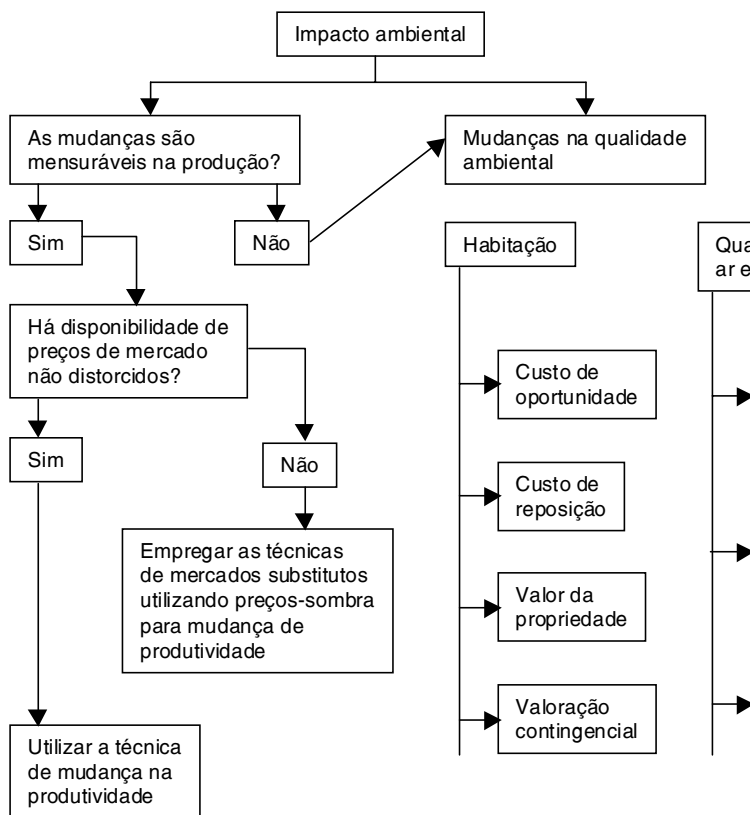 Impacto ambiental
As mudanças são
mensuráveis na produção?
Mudanças na qualidade
ambiental
Sim
Não
Habitação
ar e
Há disponibilidade de
preços de mercado
não distorcidos?
Custo de
oportunidade
Sim
Não
Custo de
reposição
Empregar as técnicas
de mercados substitutos
utilizando preços-sombra
para mudança de
produtividade
Valor da
propriedade
Valoração
contingencial
Utilizar a técnica
de mudança na
produtividade